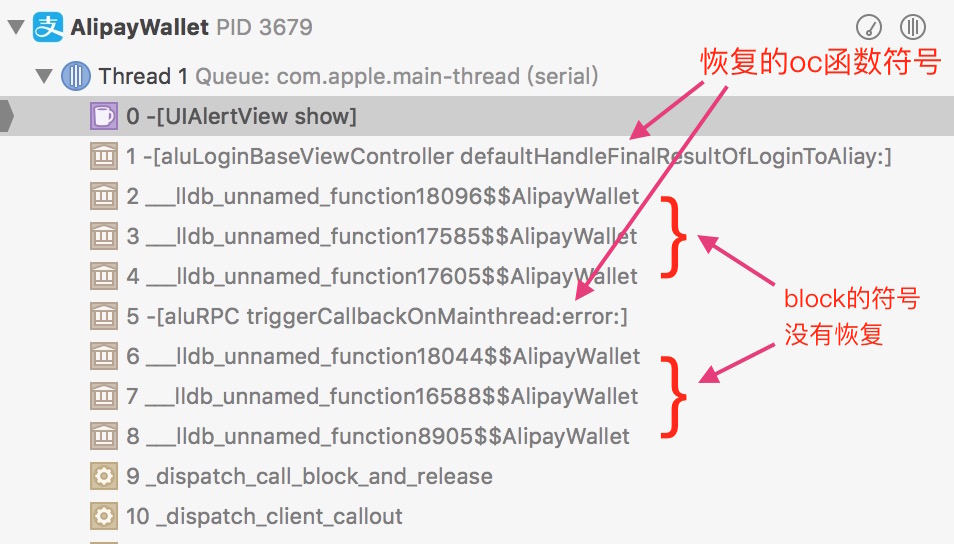 AlipayWallet PID 3679
Thread 1 Queue: com.apple.main-thread (serial)
恢复的oc函数符号
0 -[UIAlertView show]
1 -[aluLoginBaseViewController defaultHandleFinalResultOfLoginToAliay:]
2 ___lldb_unnamed_function18096$$AlipayWallet
3 ___lldb_unnamed_function17585$$AlipayWallet
4 ___lldb_unnamed_function17605$$AlipayWallet
block的符号
没有恢复
5 -[aluRPC triggerCallbackOnMainthread:error:]
6 ___lldb_unnamed_function18044$$AlipayWallet
7 ___lldb_unnamed_function16588$$AlipayWallet
8 ___lldb_unnamed_function8905$$AlipayWallet
9 _dispatch_call_block_and_release
10 _dispatch_client_callout